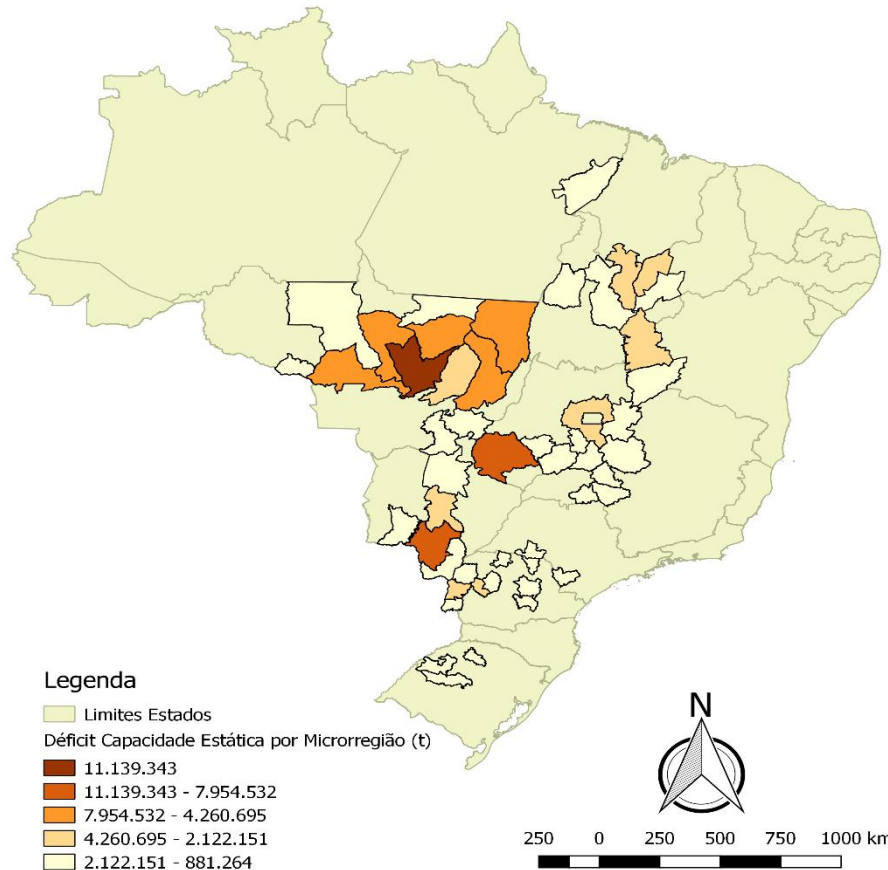 Legenda
Limites Estados
Déficit Capacidade Estática por Microrregião (t)
11.139.343
11.139.343 - 7.954.532
7.954.532 - 4.260.695
4.260.695 - 2.122.151
2.122.151 - 881.264
N
250 0 250 500 750 1000 km